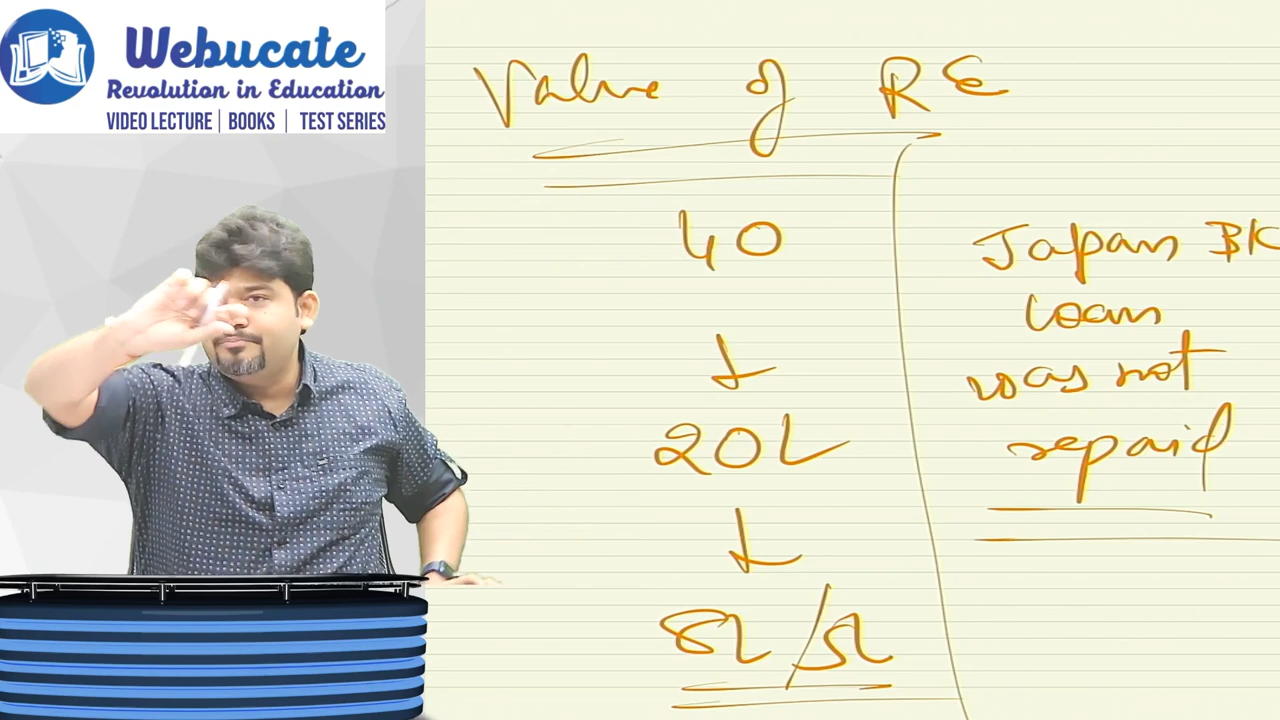 Webucate
Revolution in Education
VIDEO LECTURE | BOOKS | TEST SERIES
Value of RE
40
20L
8L/5L
Japan BK
loan
was not
repaid